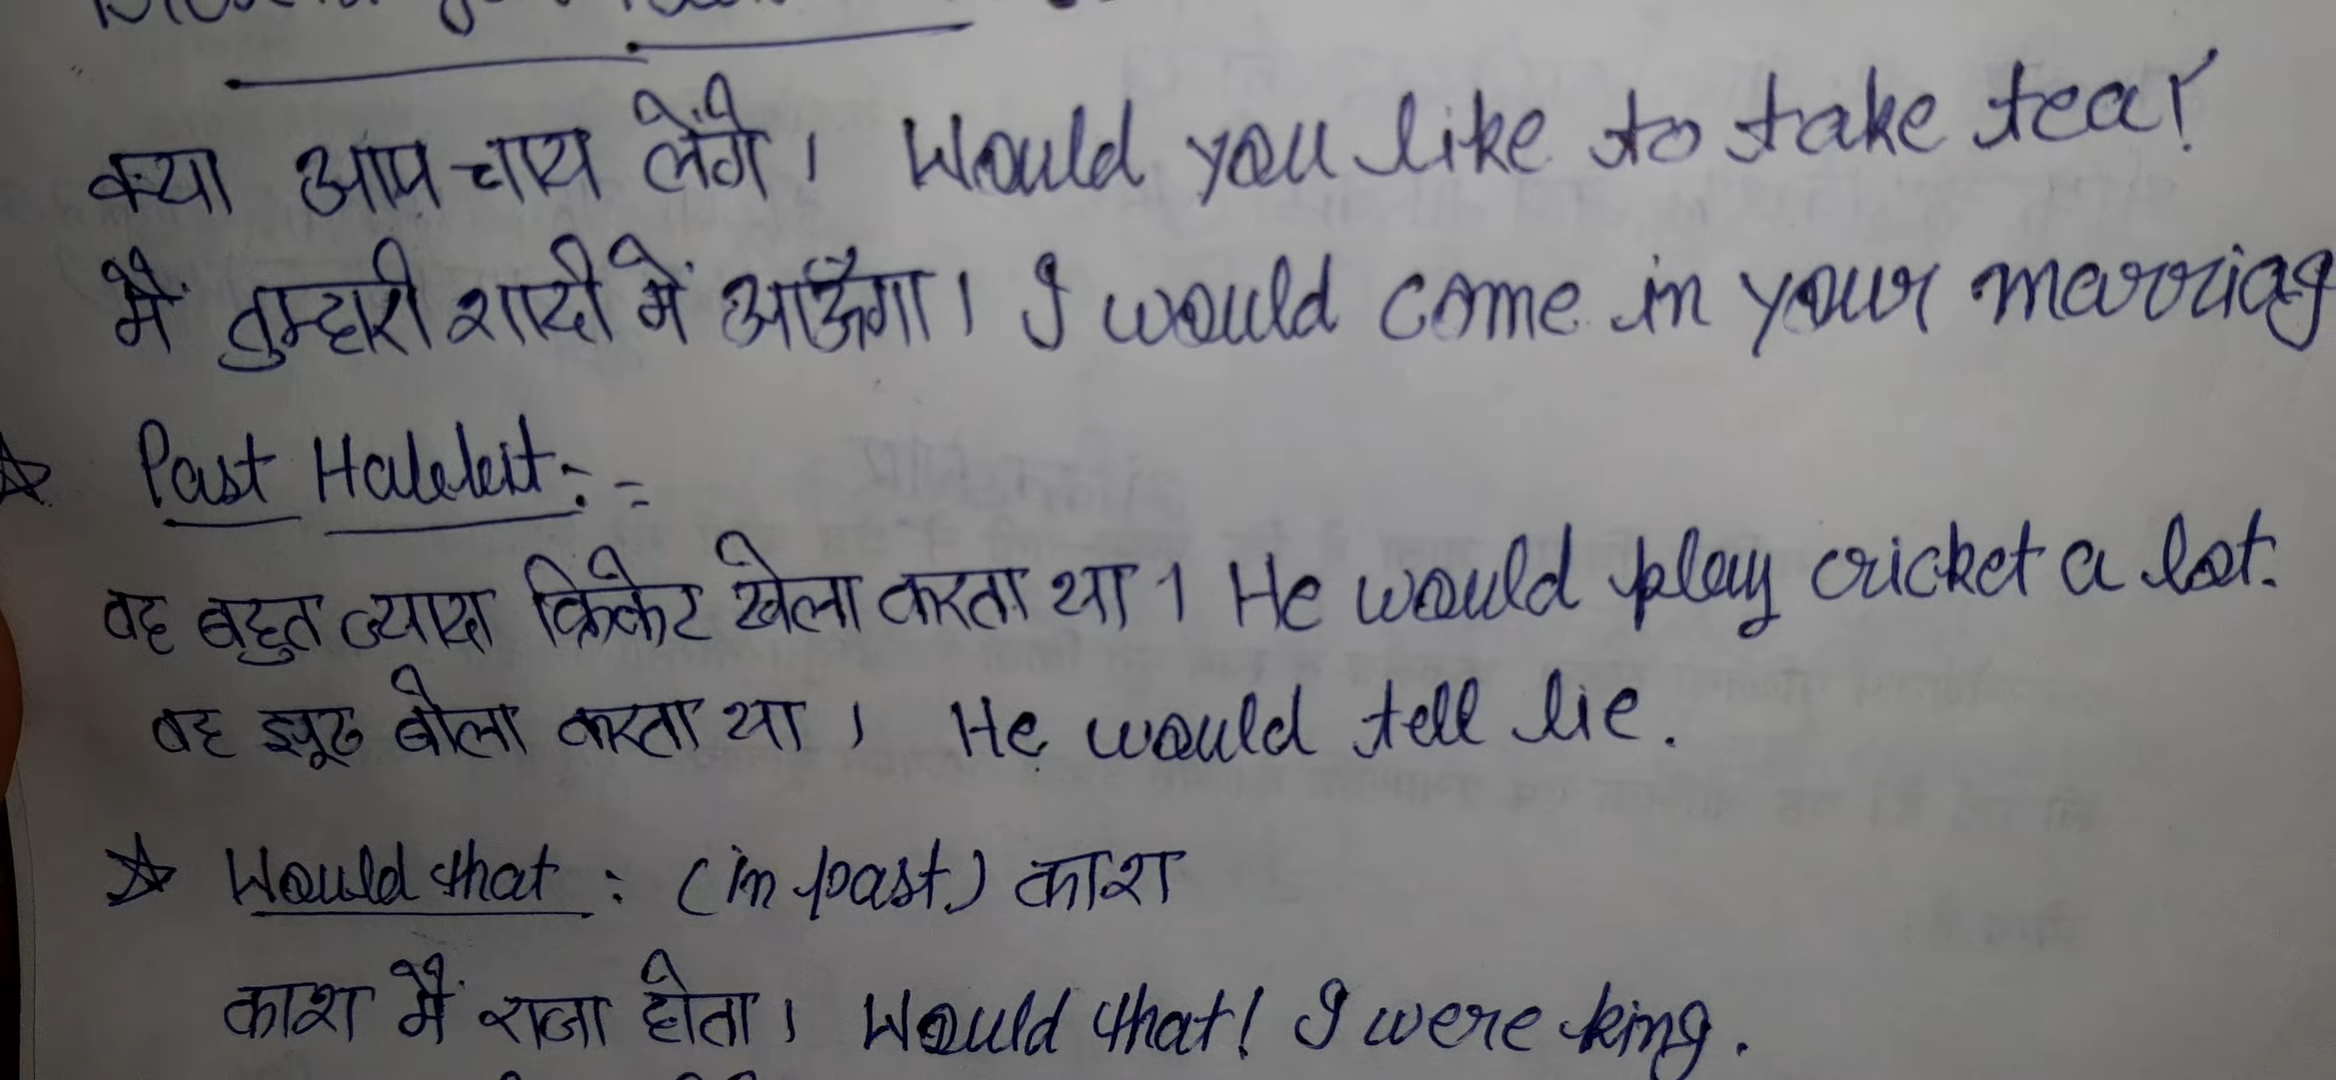 क्या आप चाय लेंगे। Would you like to take tea?
मैं तुम्हारी शादी में आऊँगा। I would come in your marriag
Past Habbit :=
वह बहुत ज्यादा क्रिकेट खेला करता था। He would play cricket a lot.
वह झूठ बोला करता था। He would tell lie.
Would that : (in past) काश
काश मैं राजा होता। Would that! I were king.